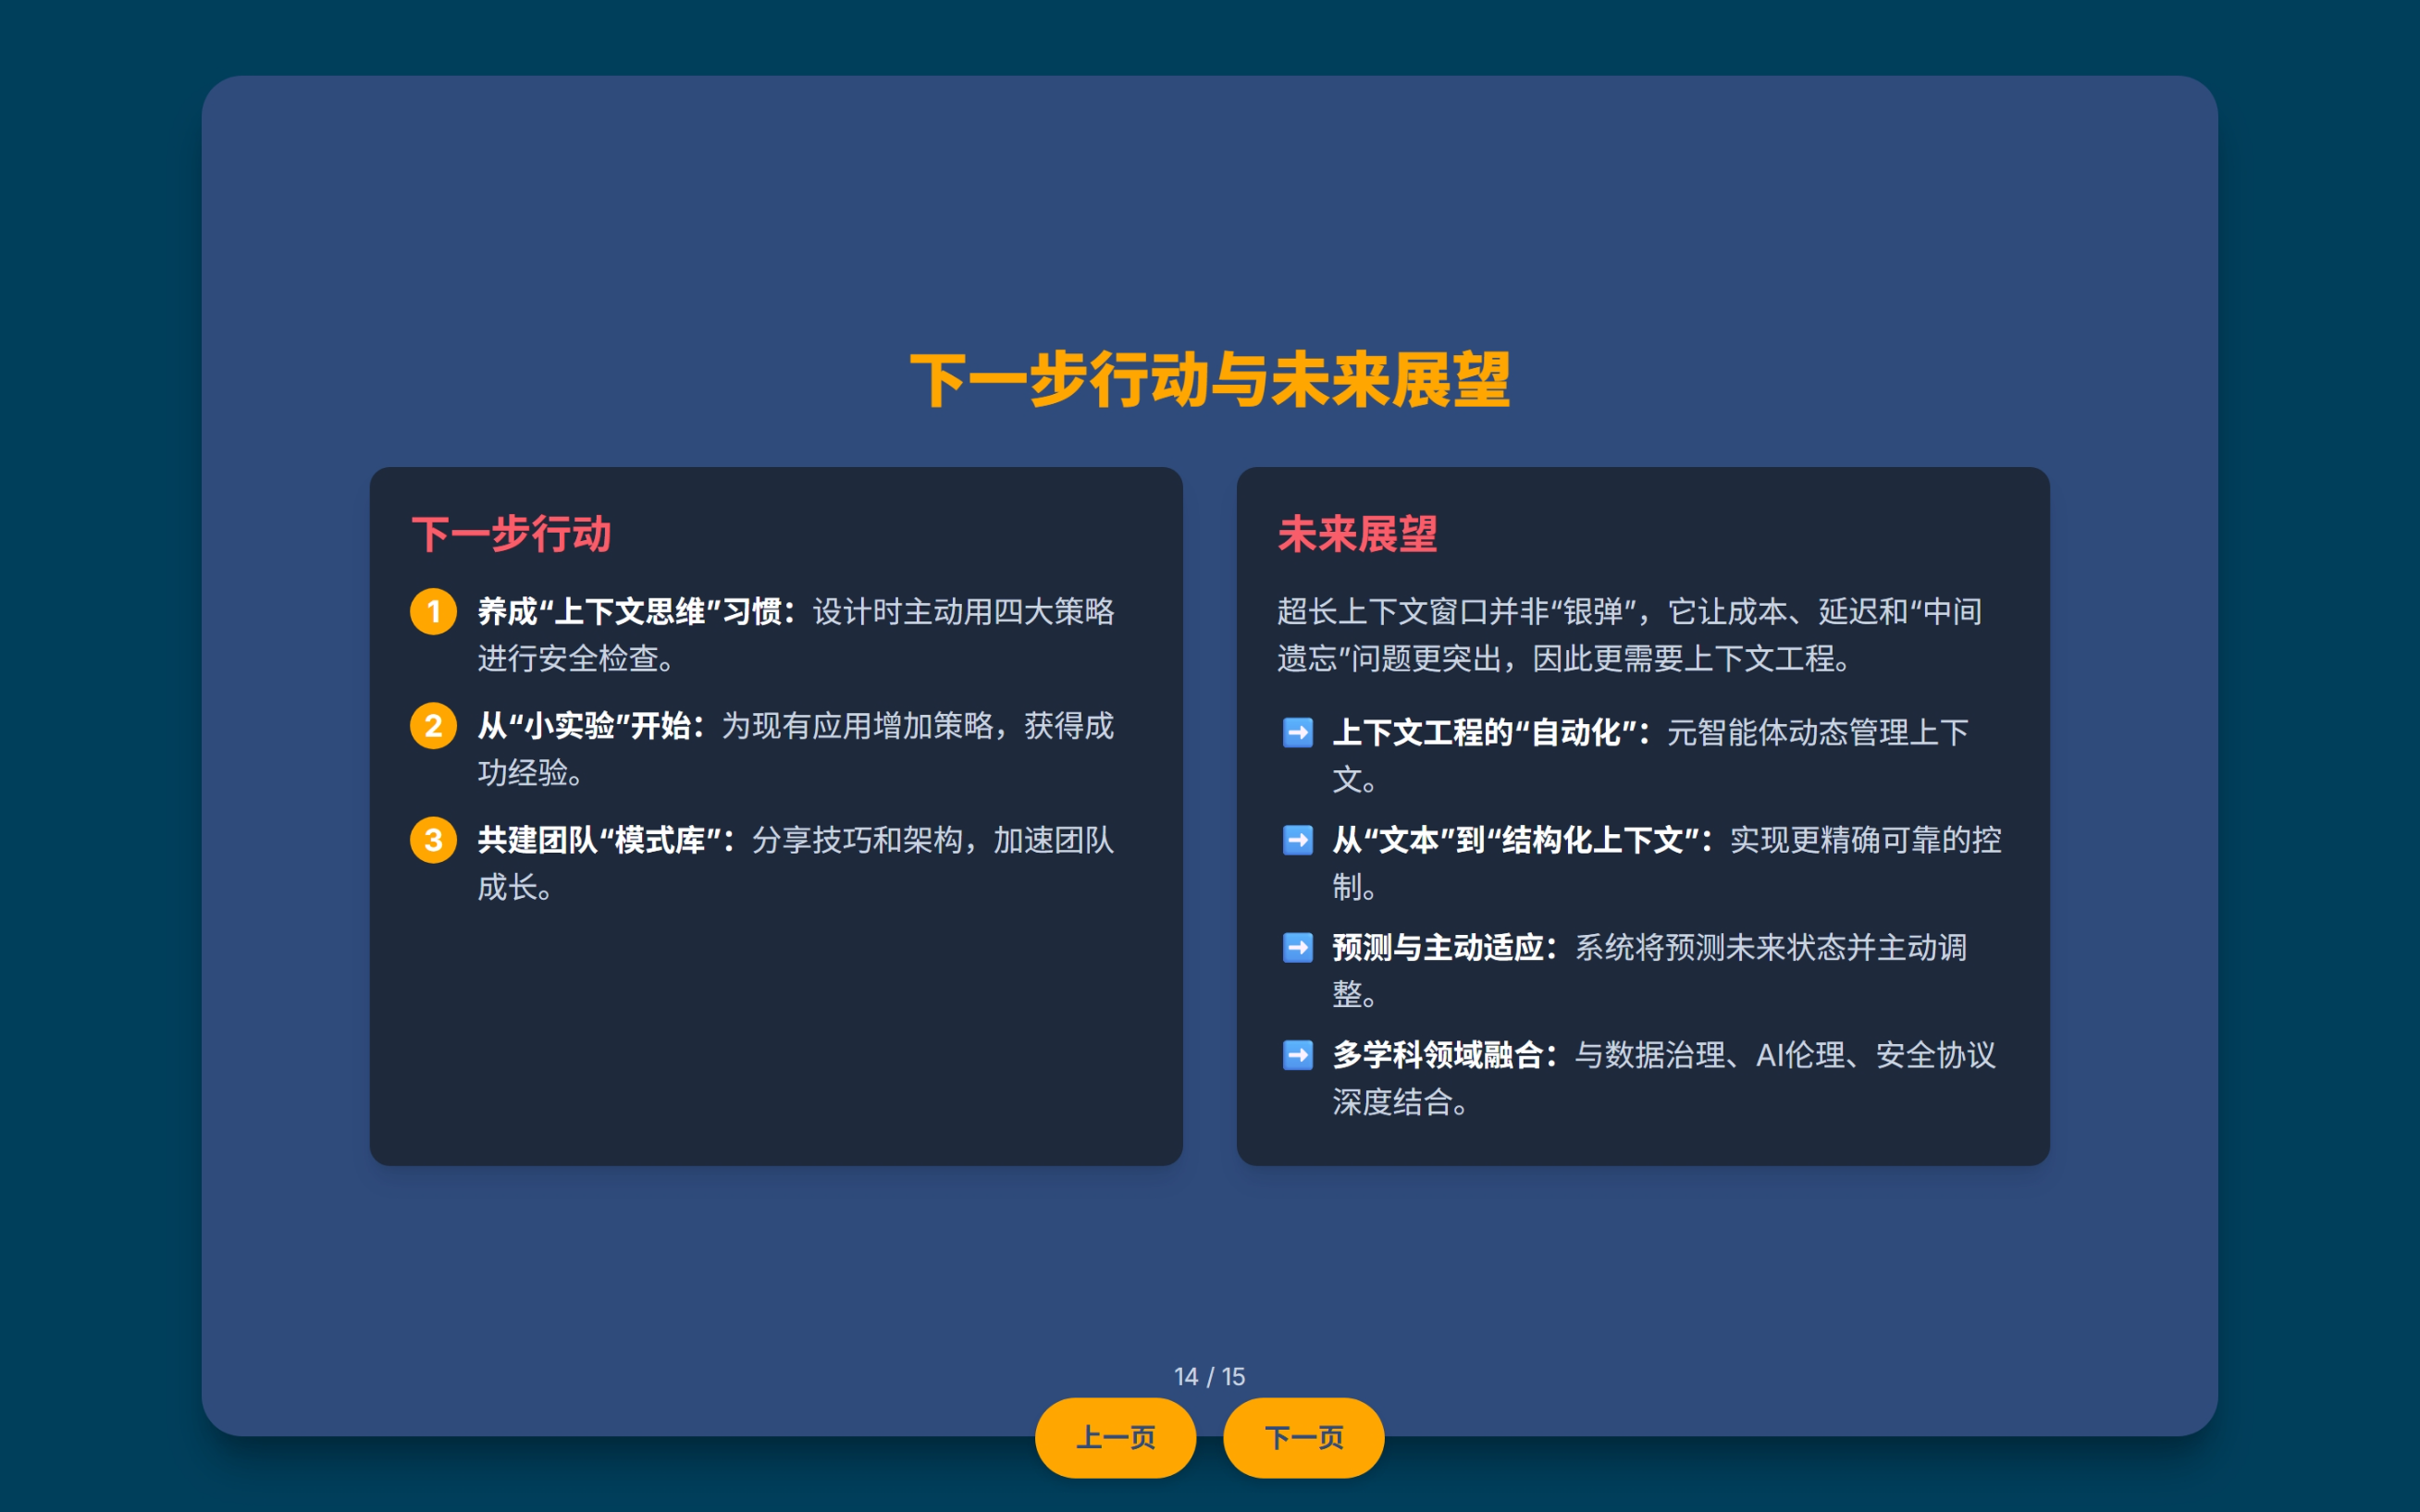 下一步行动与未来展望
下一步行动
1 养成“上下文思维”习惯：设计时主动用四大策略
进行安全检查。
2 从“小实验”开始：为现有应用增加策略，获得成
功经验。
3 共建团队“模式库”：分享技巧和架构，加速团队
成长。
未来展望
超长上下文窗口并非“银弹”，它让成本、延迟和“中间
遗忘”问题更突出，因此更需要上下文工程。
➡️ 上下文工程的“自动化”：元智能体动态管理上下
文。
➡️ 从“文本”到“结构化上下文”：实现更精确可靠的控
制。
➡️ 预测与主动适应：系统将预测未来状态并主动调
整。
➡️ 多学科领域融合：与数据治理、AI伦理、安全协议
深度结合。
14 / 15
上一页
下一页